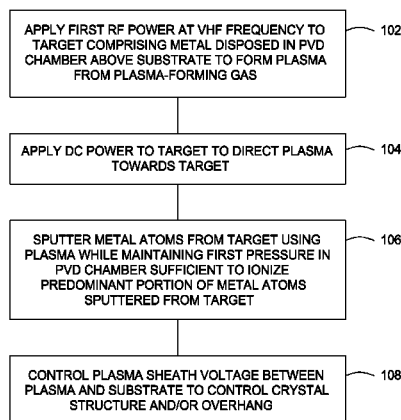 APPLY FIRST RF POWER AT VHF FREQUENCY TO
TARGET COMPRISING METAL DISPOSED IN PVD
CHAMBER ABOVE SUBSTRATE TO FORM PLASMA
FROM PLASMA-FORMING GAS
102
APPLY DC POWER TO TARGET TO DIRECT PLASMA
TOWARDS TARGET
104
SPUTTER METAL ATOMS FROM TARGET USING
PLASMA WHILE MAINTAINING FIRST PRESSURE IN
PVD CHAMBER SUFFICIENT TO IONIZE
PREDOMINANT PORTION OF METAL ATOMS
SPUTTERED FROM TARGET
106
CONTROL PLASMA SHEATH VOLTAGE BETWEEN
PLASMA AND SUBSTRATE TO CONTROL CRYSTAL
STRUCTURE AND/OR OVERHANG
108